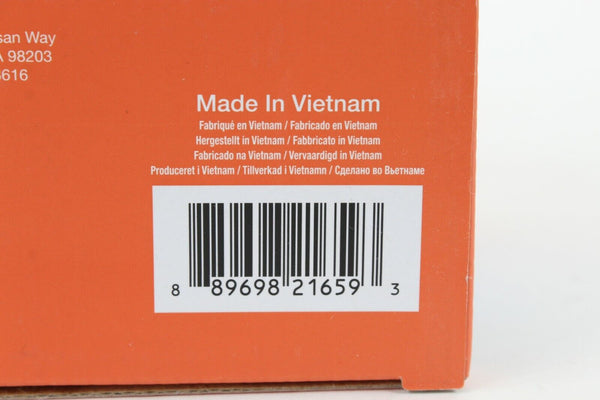 san Way
A 98203
6616
Made In Vietnam
Fabriqué en Vietnam / Fabricado en Vietnam
Hergestellt in Vietnam / Fabbricato in Vietnam
Fabricado na Vietnam / Vervaardigd in Vietnam
Produceret i Vietnam / Tillverkad i Vietnamn / Сделано во Вьетнаме
8 89698 21659 3